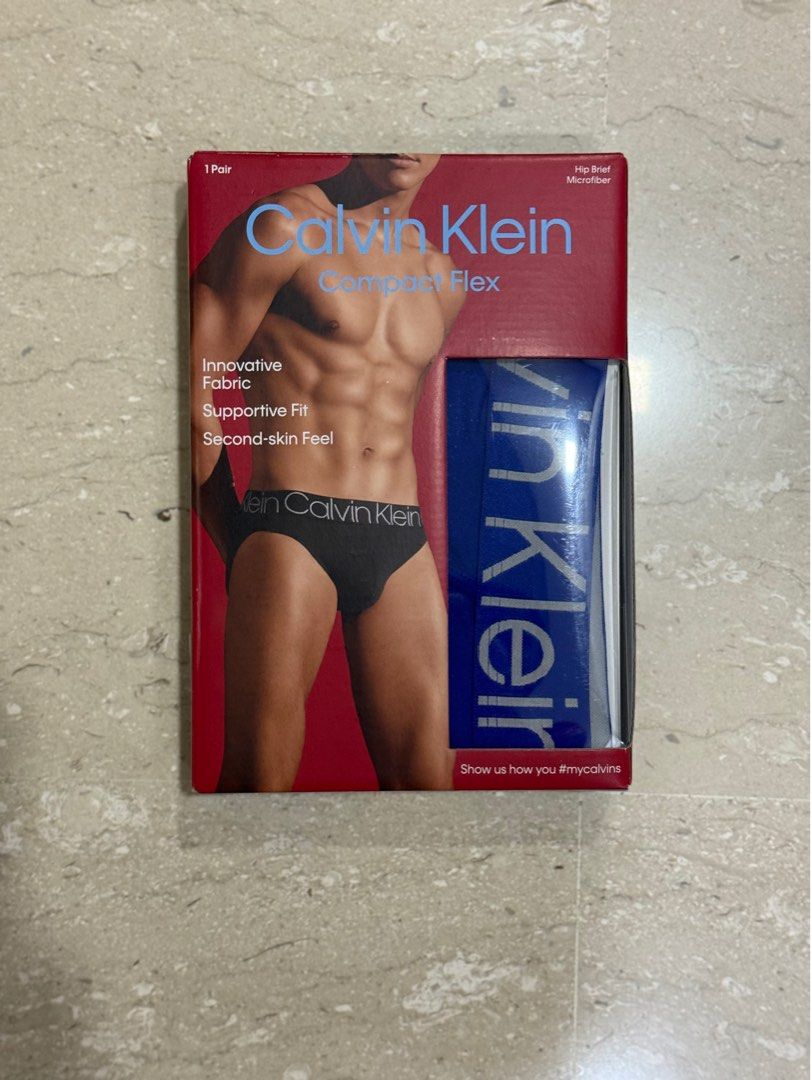 1 Pair
Hip Brief
Microfiber
Calvin Klein
Compact Flex
Innovative
Fabric
Supportive Fit
Second-skin Feel
lein Calvin Klein
vin Klein
Show us how you #mycalvins